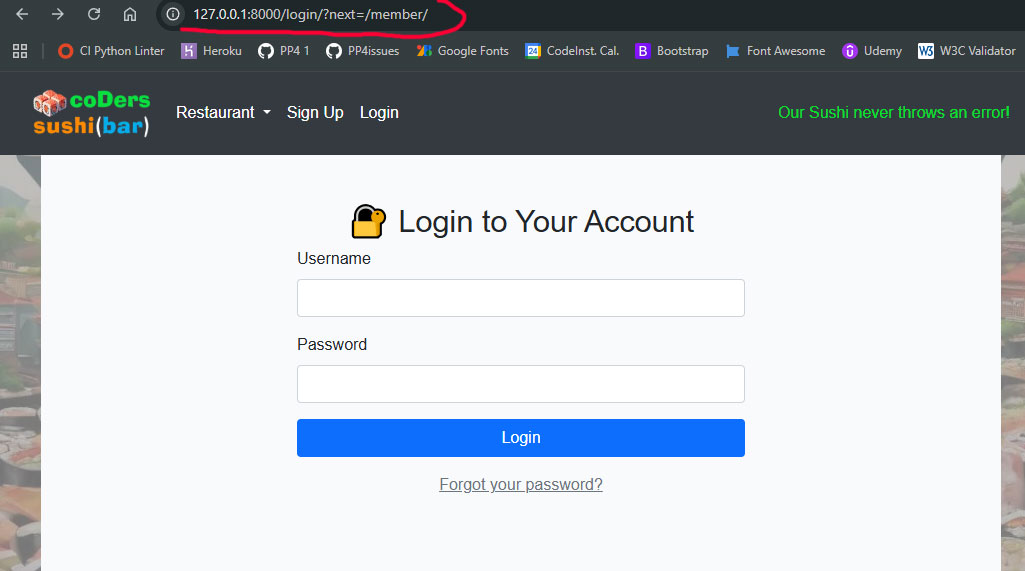 127.0.0.1:8000/login/?next=/member/
CI Python Linter Heroku PP4 1 PP4issues Google Fonts 24 CodeInst. Cal. B Bootstrap Font Awesome Udemy W3 W3C Validator
coDers
sushi(bar)
Restaurant Sign Up Login
Our Sushi never throws an error!
Login to Your Account
Username
Password
Login
Forgot your password?